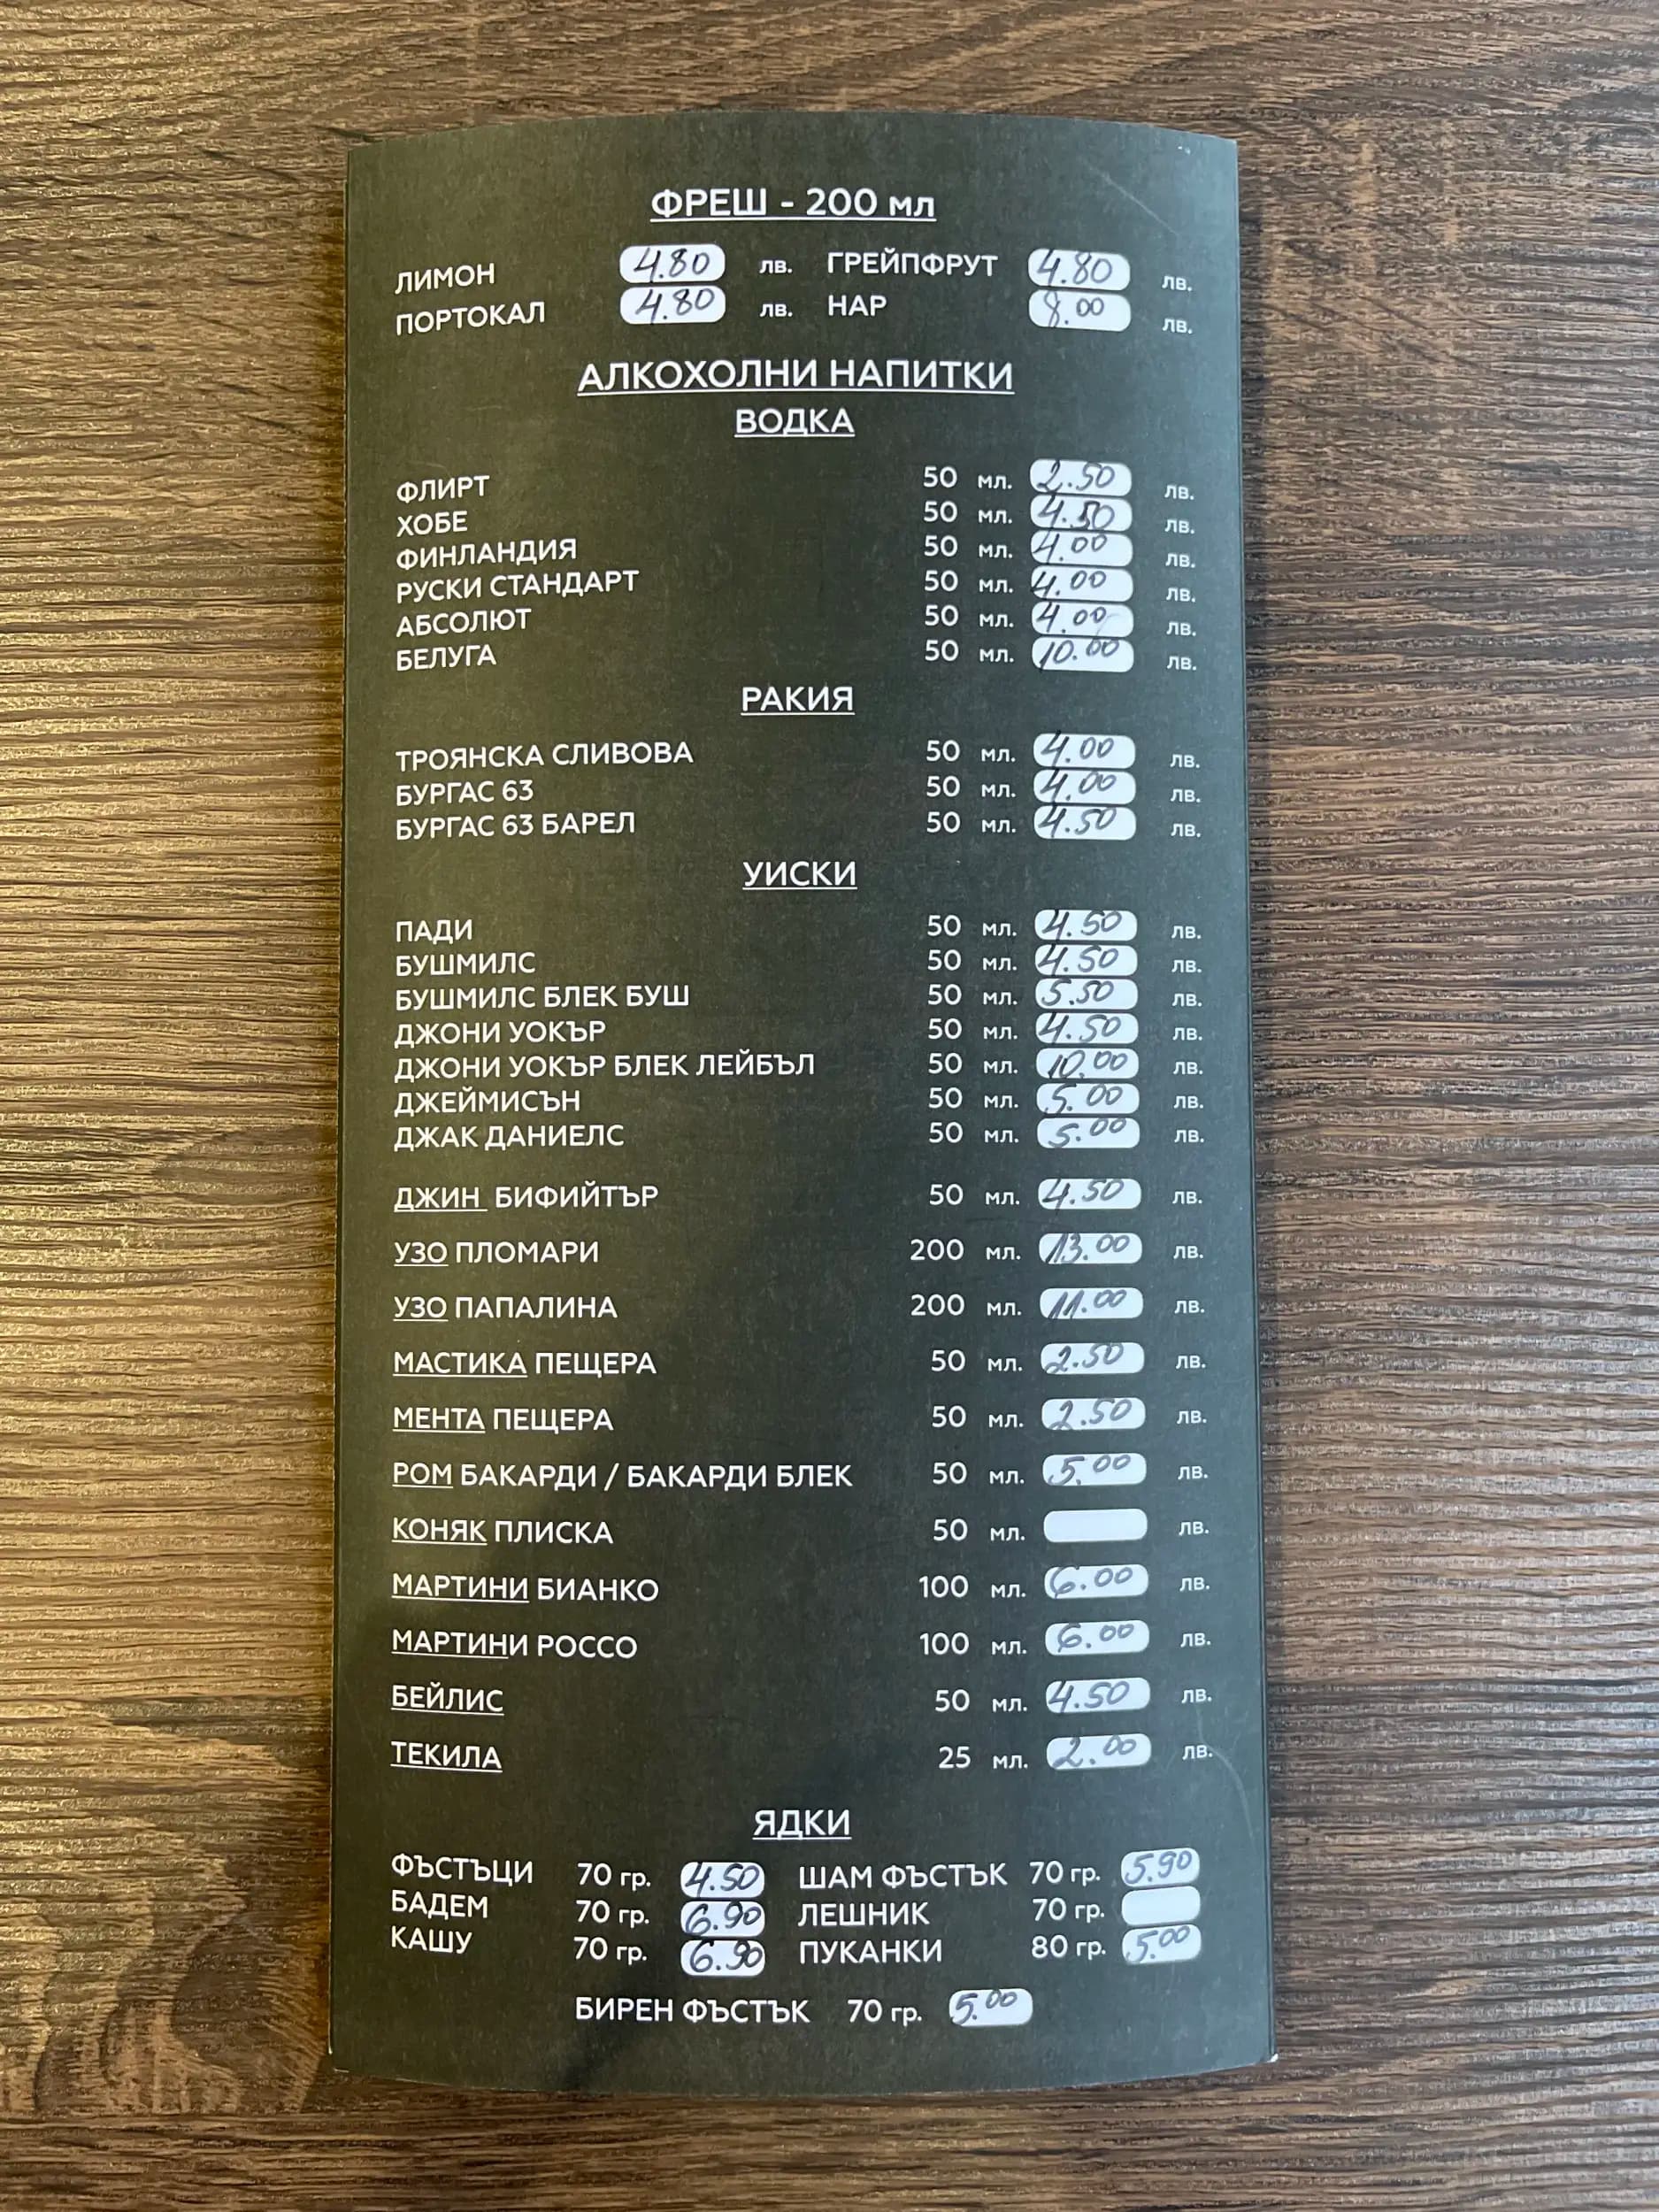 ФРЕШ - 200 мл
ЛИМОН 4.80 лв. ГРЕЙПФРУТ 4.80 лв.
ПОРТОКАЛ 4.80 лв. НАР 8.00 лв.
АЛКОХОЛНИ НАПИТКИ
ВОДКА
ФЛИРТ 50 мл. 2.50 лв.
ХОБЕ 50 мл. 4.50 лв.
ФИНЛАНДИЯ 50 мл. 4.00 лв.
РУСКИ СТАНДАРТ 50 мл. 4.00 лв.
АБСОЛЮТ 50 мл. 4.00 лв.
БЕЛУГА 50 мл. 10.00 лв.
РАКИЯ
ТРОЯНСКА СЛИВОВА 50 мл. 4.00 лв.
БУРГАС 63 50 мл. 4.00 лв.
БУРГАС 63 БАРЕЛ 50 мл. 4.50 лв.
УИСКИ
ПАДИ 50 мл. 4.50 лв.
БУШМИЛС 50 мл. 4.50 лв.
БУШМИЛС БЛЕК БУШ 50 мл. 5.50 лв.
ДЖОНИ УОКЪР 50 мл. 4.50 лв.
ДЖОНИ УОКЪР БЛЕК ЛЕЙБЪЛ 50 мл. 10.00 лв.
ДЖЕЙМИСЪН 50 мл. 5.00 лв.
ДЖАК ДАНИЕЛС 50 мл. 5.00 лв.
ДЖИН БИФИЙТЪР 50 мл. 4.50 лв.
УЗО ПЛОМАРИ 200 мл. 13.00 лв.
УЗО ПАПАЛИНА 200 мл. 11.00 лв.
МАСТИКА ПЕЩЕРА 50 мл. 2.50 лв.
МЕНТА ПЕЩЕРА 50 мл. 2.50 лв.
РОМ БАКАРДИ / БАКАРДИ БЛЕК 50 мл. 5.00 лв.
КОНЯК ПЛИСКА 50 мл. лв.
МАРТИНИ БИАНКО 100 мл. 6.00 лв.
МАРТИНИ РОССО 100 мл. 6.00 лв.
БЕЙЛИС 50 мл. 4.50 лв.
ТЕКИЛА 25 мл. 2.00 лв.
ЯДКИ
ФЪСТЪЦИ 70 гр. 4.50 ШАМ ФЪСТЪК 70 гр. 5.90
БАДЕМ 70 гр. 6.90 ЛЕШНИК 70 гр.
КАШУ 70 гр. 6.90 ПУКАНКИ 80 гр. 5.00
БИРЕН ФЪСТЪК 70 гр. 5.00